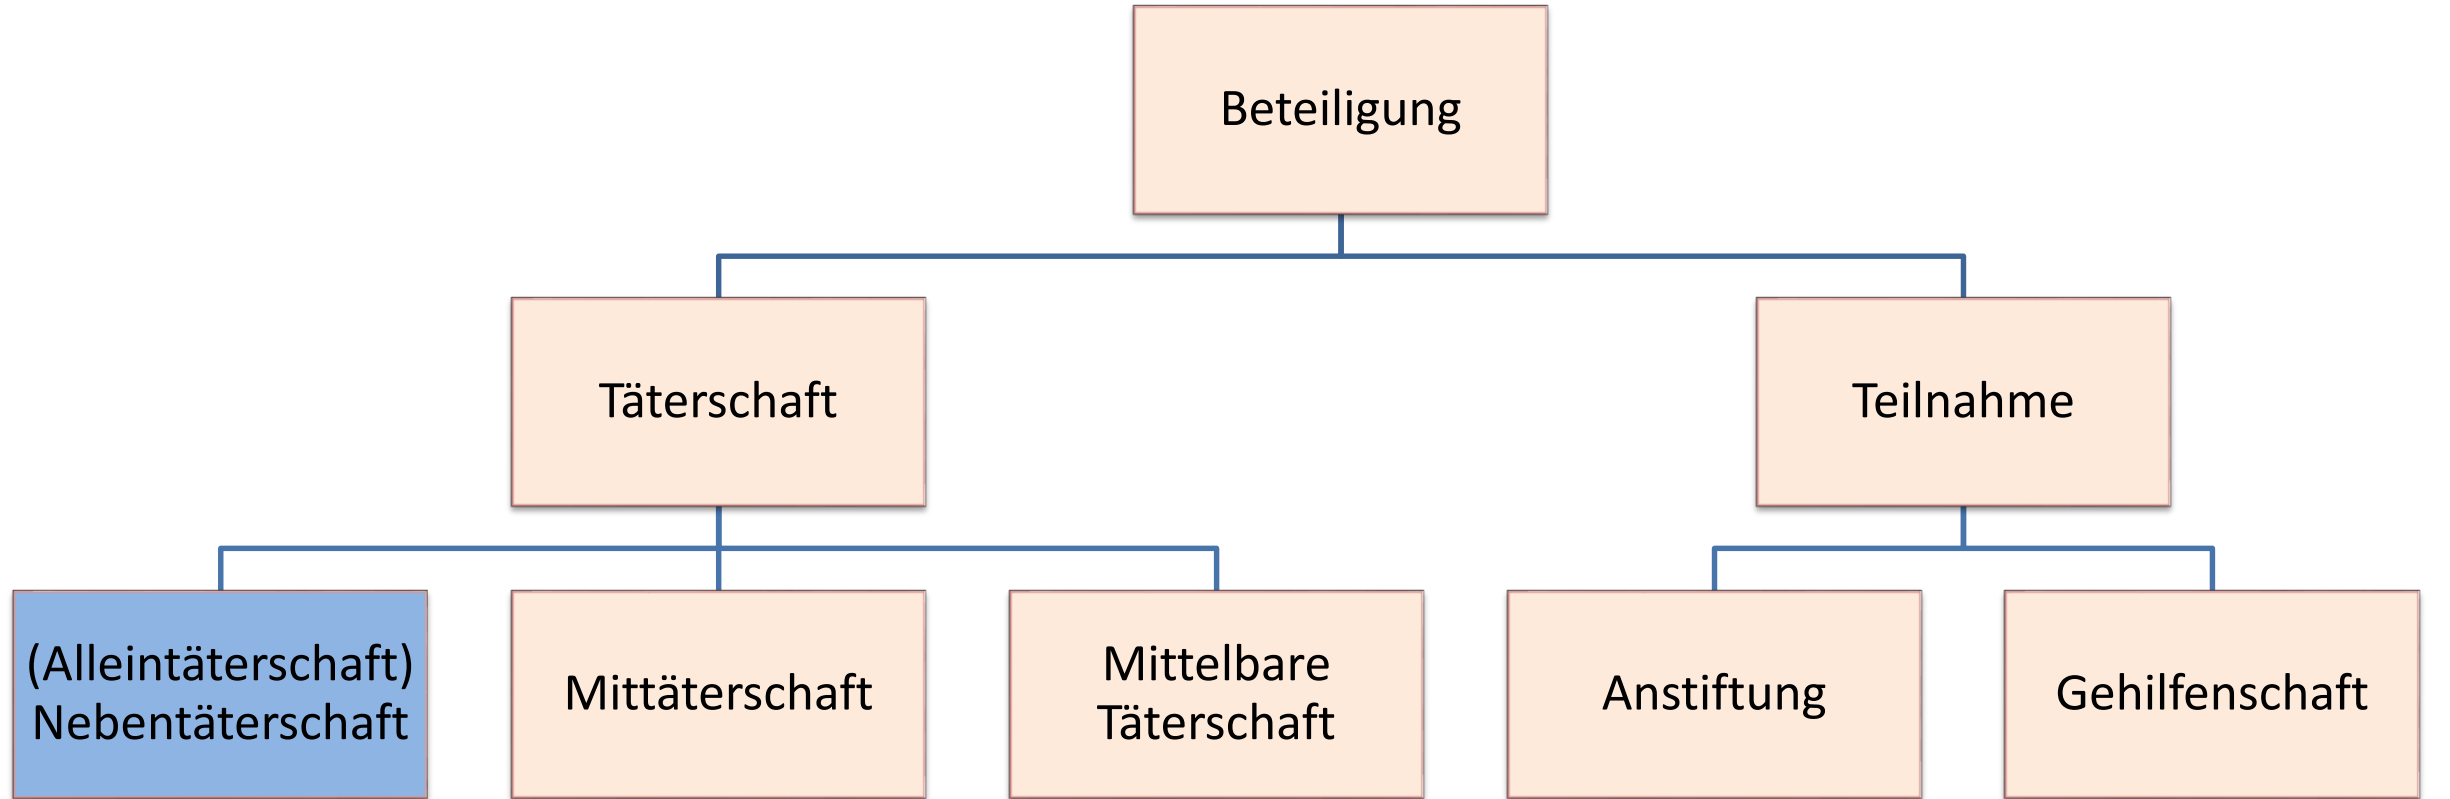 Beteiligung
Täterschaft
Teilnahme
(Alleintäterschaft)
Nebentäterschaft
Mittäterschaft
Mittelbare
Täterschaft
Anstiftung
Gehilfenschaft